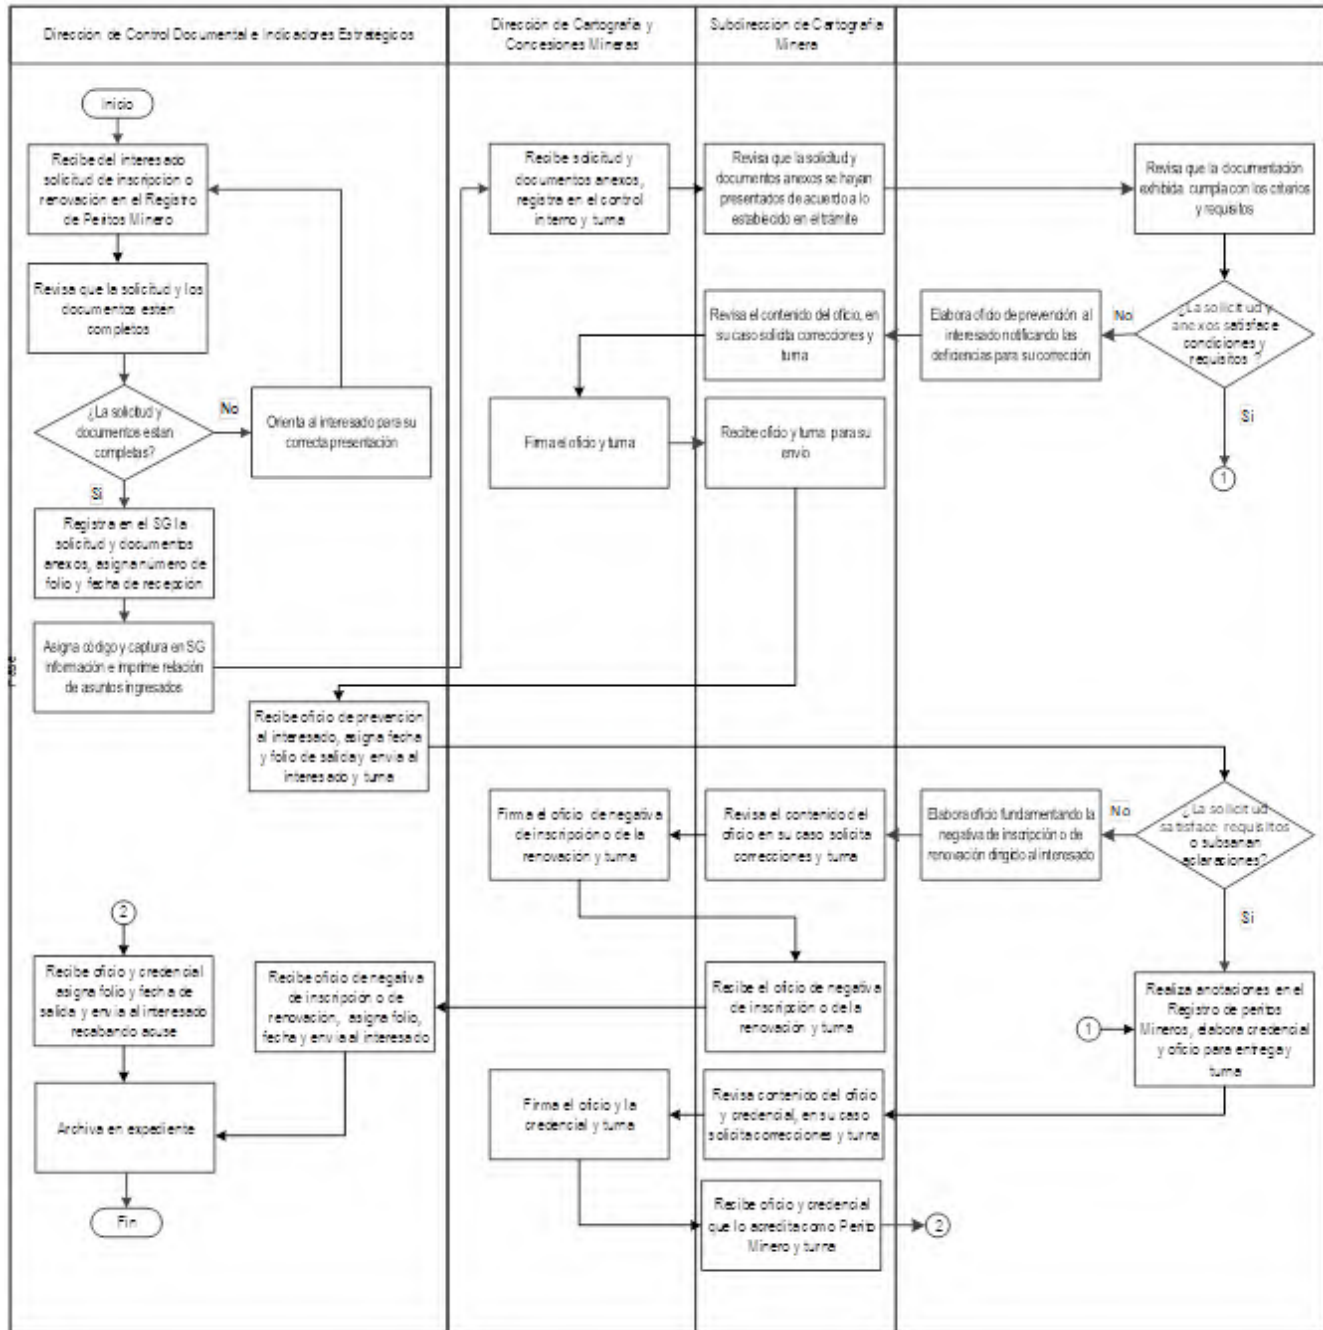 Dirección de Control Documental e Indicadores Estratégicos
Dirección de Cartografía y
Concesiones Mineras
Subdirección de Cartografía
Minera
Inicio
Recibe del interesado
solicitud de inscripción o
renovación en el Registro
de Peritos Minero
Revisa que la solicitud y los
documentos estén
completos
¿La solicitud y
documentos estan
completas?
No
Orienta al interesado para su
correcta presentación
Si
Registra en el SG la
solicitud y documentos
anexos, asigna número de
folio y fecha de recepción
Asigna código y captura en SG
información e imprime relación
de asuntos ingresados
Recibe solicitud y
documentos anexos,
registra en el control
interno y turna
Revisa que la solicitud y
documentos anexos se hayan
presentados de acuerdo a lo
establecido en el trámite
Revisa que la documentación
exhibida cumpla con los criterios
y requisitos
¿La sollicitud y
anexos satisface
condiciones y
requisitos ?
No
Si
1
Elabora oficio de prevención al
interesado notificando las
deficiencias para su corrección
Revisa el contenido del oficio, en
su caso solicita correcciones y
turna
Firma el oficio y turna
Recibe oficio y turna para su
envío
Recibe oficio de prevención
al interesado, asigna fecha
y folio de salida y envia al
interesado y turna
¿La sollicitud
satisface requisitos
o subsanan
aclaraciones?
No
Si
Elabora oficio fundamentando la
negativa de inscripción o de
renovación dirigido al interesado
Revisa el contenido del
oficio en su caso solicita
correcciones y turna
Firma el oficio de negativa
de inscripción o de la
renovación y turna
Recibe el oficio de negativa
de inscripción o de la
renovación y turna
Recibe oficio de negativa
de inscripción o de
renovación, asigna folio,
fecha y envia al interesado
1
Realiza anotaciones en el
Registro de peritos
Mineros, elabora credencial
y oficio para entrega y
turna
Revisa contenido del oficio
y credencial, en su caso
solicita correcciones y turna
Firma el oficio y la
credencial y turna
Recibe oficio y credencial
que lo acredita como Perito
Minero y turna
2
2
Recibe oficio y credencial
asigna folio y fecha de
salida y envia al interesado
recabando acuse
Archiva en expediente
Fin